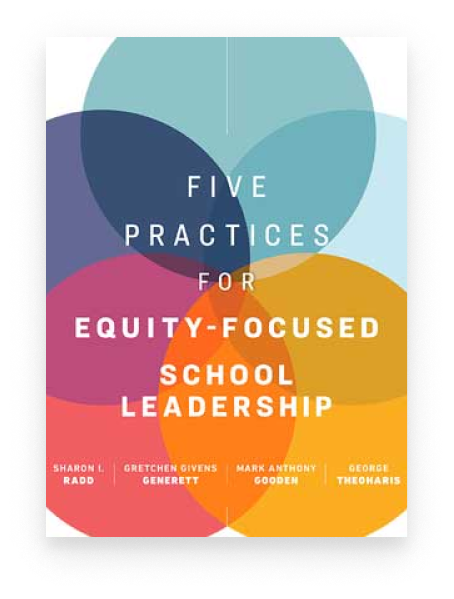 FIVE
PRACTICES
FOR
EQUITY-FOCUSED
SCHOOL
LEADERSHIP
SHARON I. RADD
GRETCHEN GIVENS GENERETT
MARK ANTHONY GOODEN
GEORGE THEOHARIS